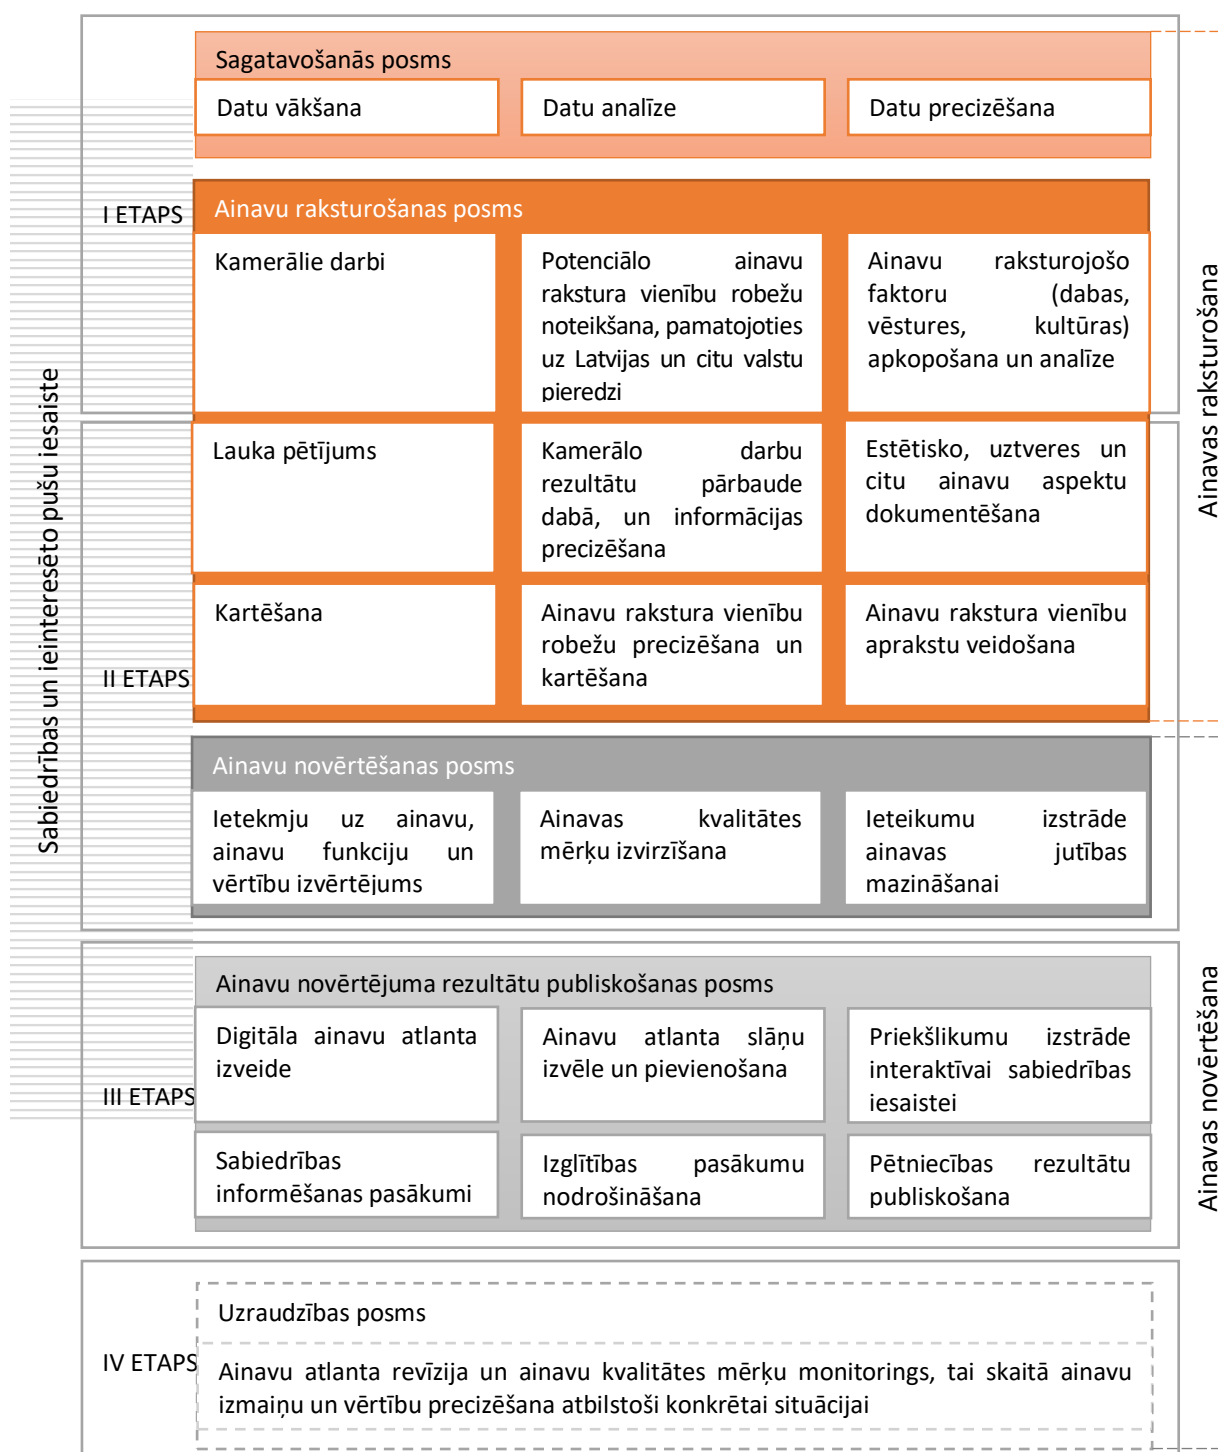 Sagatavošanās posms
Datu vākšana
Datu analīze
Datu precizēšana
I ETAPS
Ainavu raksturošanas posms
Kamerālie darbi
Potenciālo ainavu
rakstura vienību robežu
noteikšana, pamatojoties
uz Latvijas un citu valstu
pieredzi
Ainavu raksturojošo
faktoru (dabas,
vēstures, kultūras)
apkopošana un analīze
Lauka pētījums
Kamerālo darbu
rezultātu pārbaude
dabā, un informācijas
precizēšana
Estētisko, uztveres un
citu ainavu aspektu
dokumentēšana
Kartēšana
Ainavu rakstura vienību
robežu precizēšana un
kartēšana
Ainavu rakstura vienību
aprakstu veidošana
II ETAPS
Ainavu novērtēšanas posms
Ietekmju uz ainavu,
ainavu funkciju un
vērtību izvērtējums
Ainavas kvalitātes
mērķu izvirzīšana
Ieteikumu izstrāde
ainavas jutības
mazināšanai
Ainavu novērtējuma rezultātu publiskošanas posms
Digitāla ainavu atlanta
izveide
Ainavu atlanta slāņu
izvēle un pievienošana
Priekšlikumu izstrāde
interaktīvai sabiedrības
iesaistei
III ETAPS
Sabiedrības
informēšanas pasākumi
Izglītības pasākumu
nodrošināšana
Pētniecības rezultātu
publiskošana
Uzraudzības posms
IV ETAPS
Ainavu atlanta revīzija un ainavu kvalitātes mērķu monitorings, tai skaitā ainavu
izmaiņu un vērtību precizēšana atbilstoši konkrētai situācijai
Sabiedrības un ieinteresēto pušu iesaiste
Ainavas raksturošana
Ainavas novērtēšana